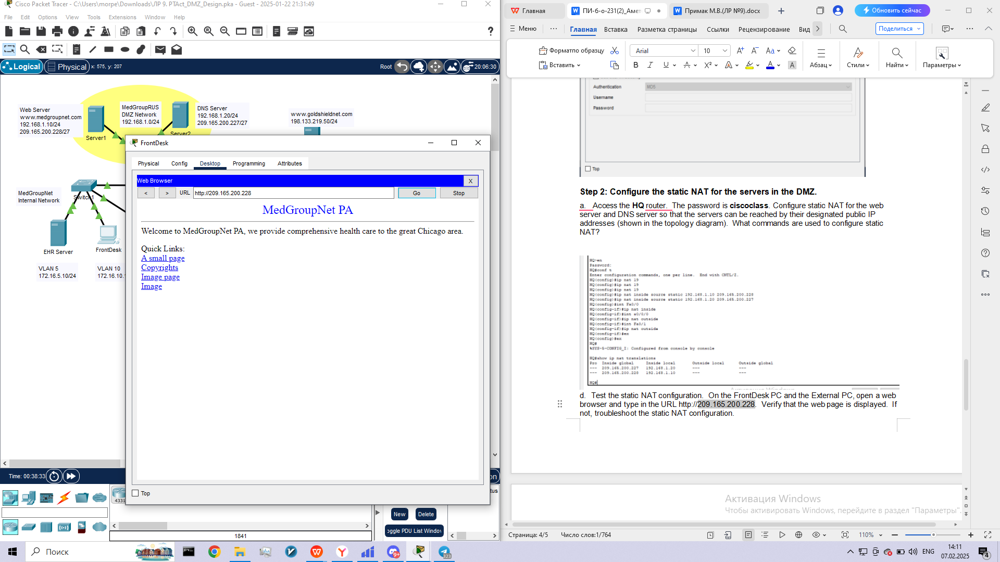 Cisco Packet Tracer - C:\Users\morpe\Downloads\ЛР 9. PTAct_DMZ_Design.pka - Guest - 2025-01-22 21:31:49
File Edit Options View Tools Extensions Window Help
Logical Physical x: 575, y: 207
Root 20:06:30
Web Server
www.medgroupnet.com
192.168.1.10/24
209.165.200.228/27
Server1
MedGroupRUS
DMZ Network
192.168.1.0/24
Server2
DNS Server
192.168.1.20/24
209.165.200.227/27
www.goldshieldnet.com
198.133.219.50/24
MedGroupNet
Internal Network
Switch1
EHR Server
FrontDesk
VLAN 5
172.16.5.10/24
VLAN 10
172.16.10.
FrontDesk
Physical Config Desktop Programming Attributes
Web Browser X
< > URL http://209.165.200.228 Go Stop
MedGroupNet PA
Welcome to MedGroupNet PA, we provide comprehensive health care to the great Chicago area.
Quick Links:
A small page
Copyrights
Image page
Image
Top
Time: 00:38:33
on
tus
4331
New Delete
oggle PDU List Windov
1841
Главная ПИ-б-о-231(2)_Амет Примак М.В.(ЛР №9).docx Обновить сейчас
Меню Главная Вставка Разметка страницы Ссылки Рецензирование Вид Поделиться
Формат по образцу Arial 10
Вставить Абзац Стили Найти Параметры
Authentication MD5
Username
Password
Top
Step 2: Configure the static NAT for the servers in the DMZ.
a. Access the HQ router. The password is ciscoclass. Configure static NAT for the web
server and DNS server so that the servers can be reached by their designated public IP
addresses (shown in the topology diagram). What commands are used to configure static
NAT?
HQ>en
Password:
HQ#conf t
Enter configuration commands, one per line. End with CNTL/Z.
HQ(config)#ip nat 19
HQ(config)#ip nat 19
HQ(config)#ip nat 19
HQ(config)#ip nat inside source static 192.168.1.10 209.165.200.228
HQ(config)#ip nat inside source static 192.168.1.20 209.165.200.227
HQ(config)#int Fa0/0
HQ(config-if)#ip nat inside
HQ(config-if)#int s0/0/0
HQ(config-if)#ip nat outside
HQ(config-if)#int Fa0/1
HQ(config-if)#ip nat outside
HQ(config-if)#ex
HQ(config)#ex
HQ#
%SYS-5-CONFIG_I: Configured from console by console
HQ#show ip nat translations
Pro Inside global Inside local Outside local Outside global
--- 209.165.200.227 192.168.1.20 --- ---
--- 209.165.200.228 192.168.1.10 --- ---
HQ#
d. Test the static NAT configuration. On the FrontDesk PC and the External PC, open a web
browser and type in the URL http://209.165.200.228. Verify that the web page is displayed. If
not, troubleshoot the static NAT configuration.
Активация Windows
Чтобы активировать Windows, перейдите в раздел "Параметры".
Страница: 4/5 Число слов:1/764 110%
Поиск 9+ 323 ENG 14:11
07.02.2025 4